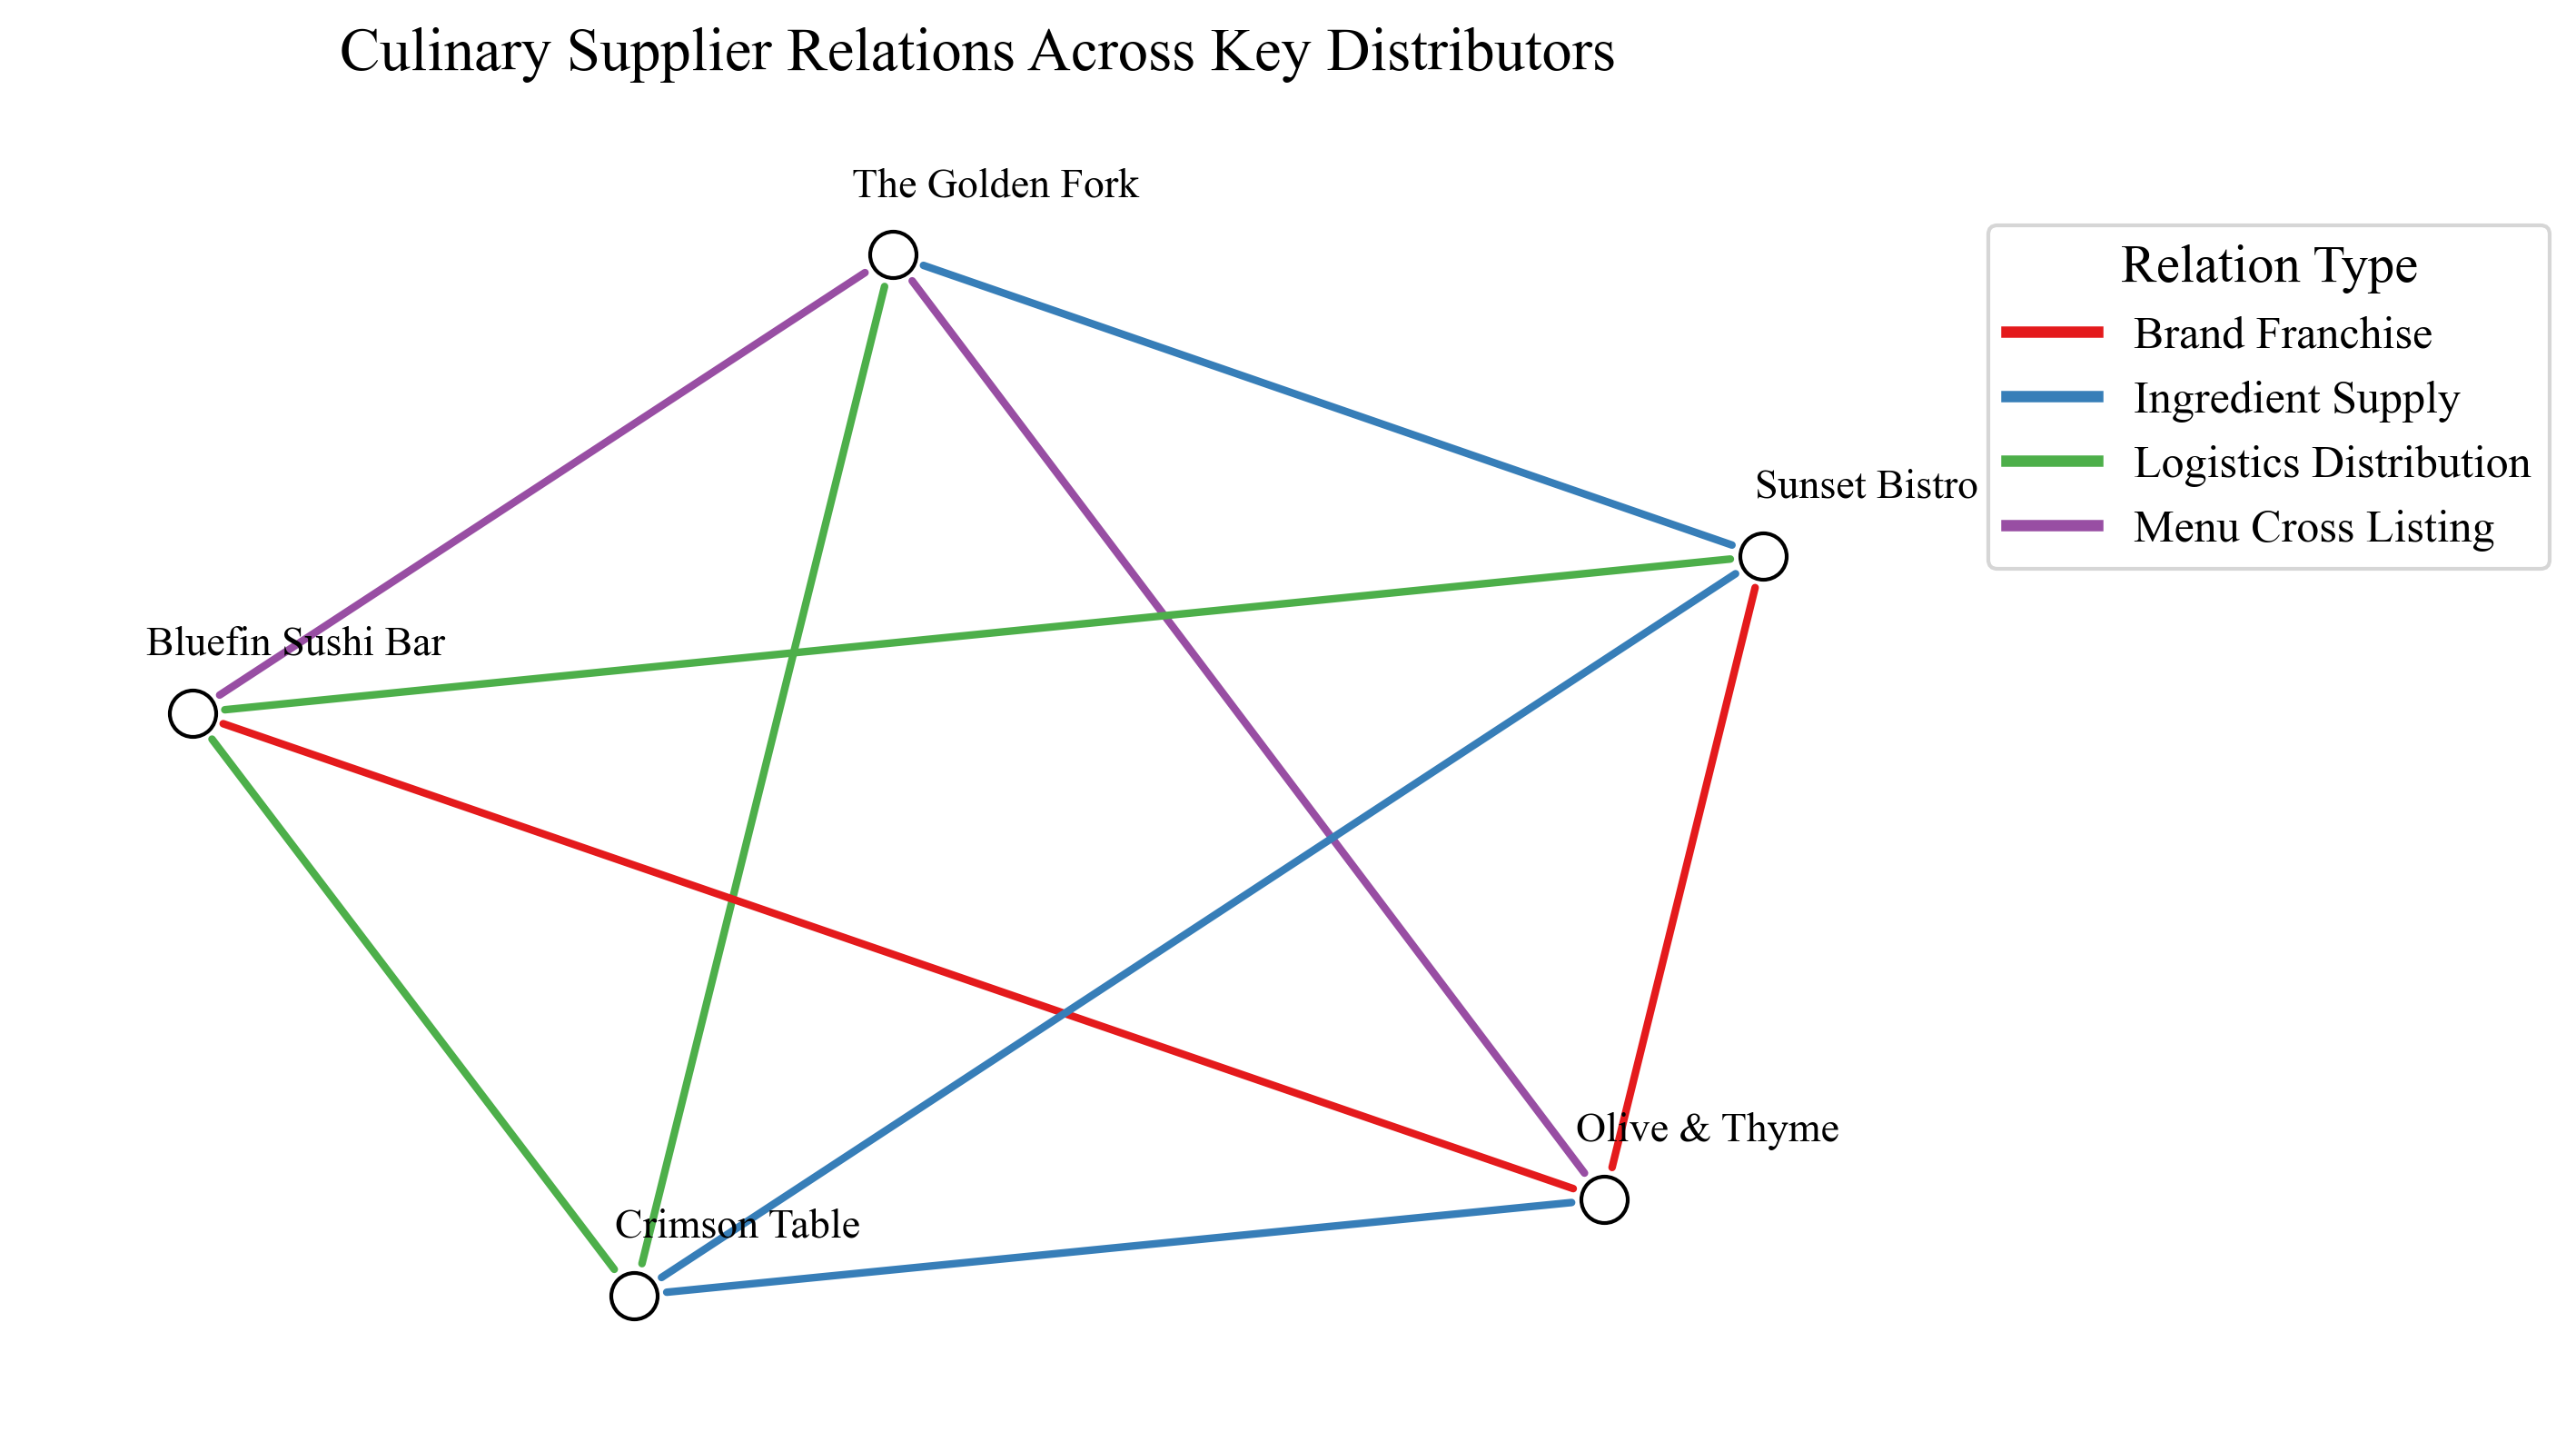 Culinary Supplier Relations Across Key Distributors
The Golden Fork
Relation Type
Brand Franchise
Ingredient Supply
Logistics Distribution
Menu Cross Listing
Sunset Bistro
Bluefin Sushi Bar
Olive & Thyme
Crimson Table